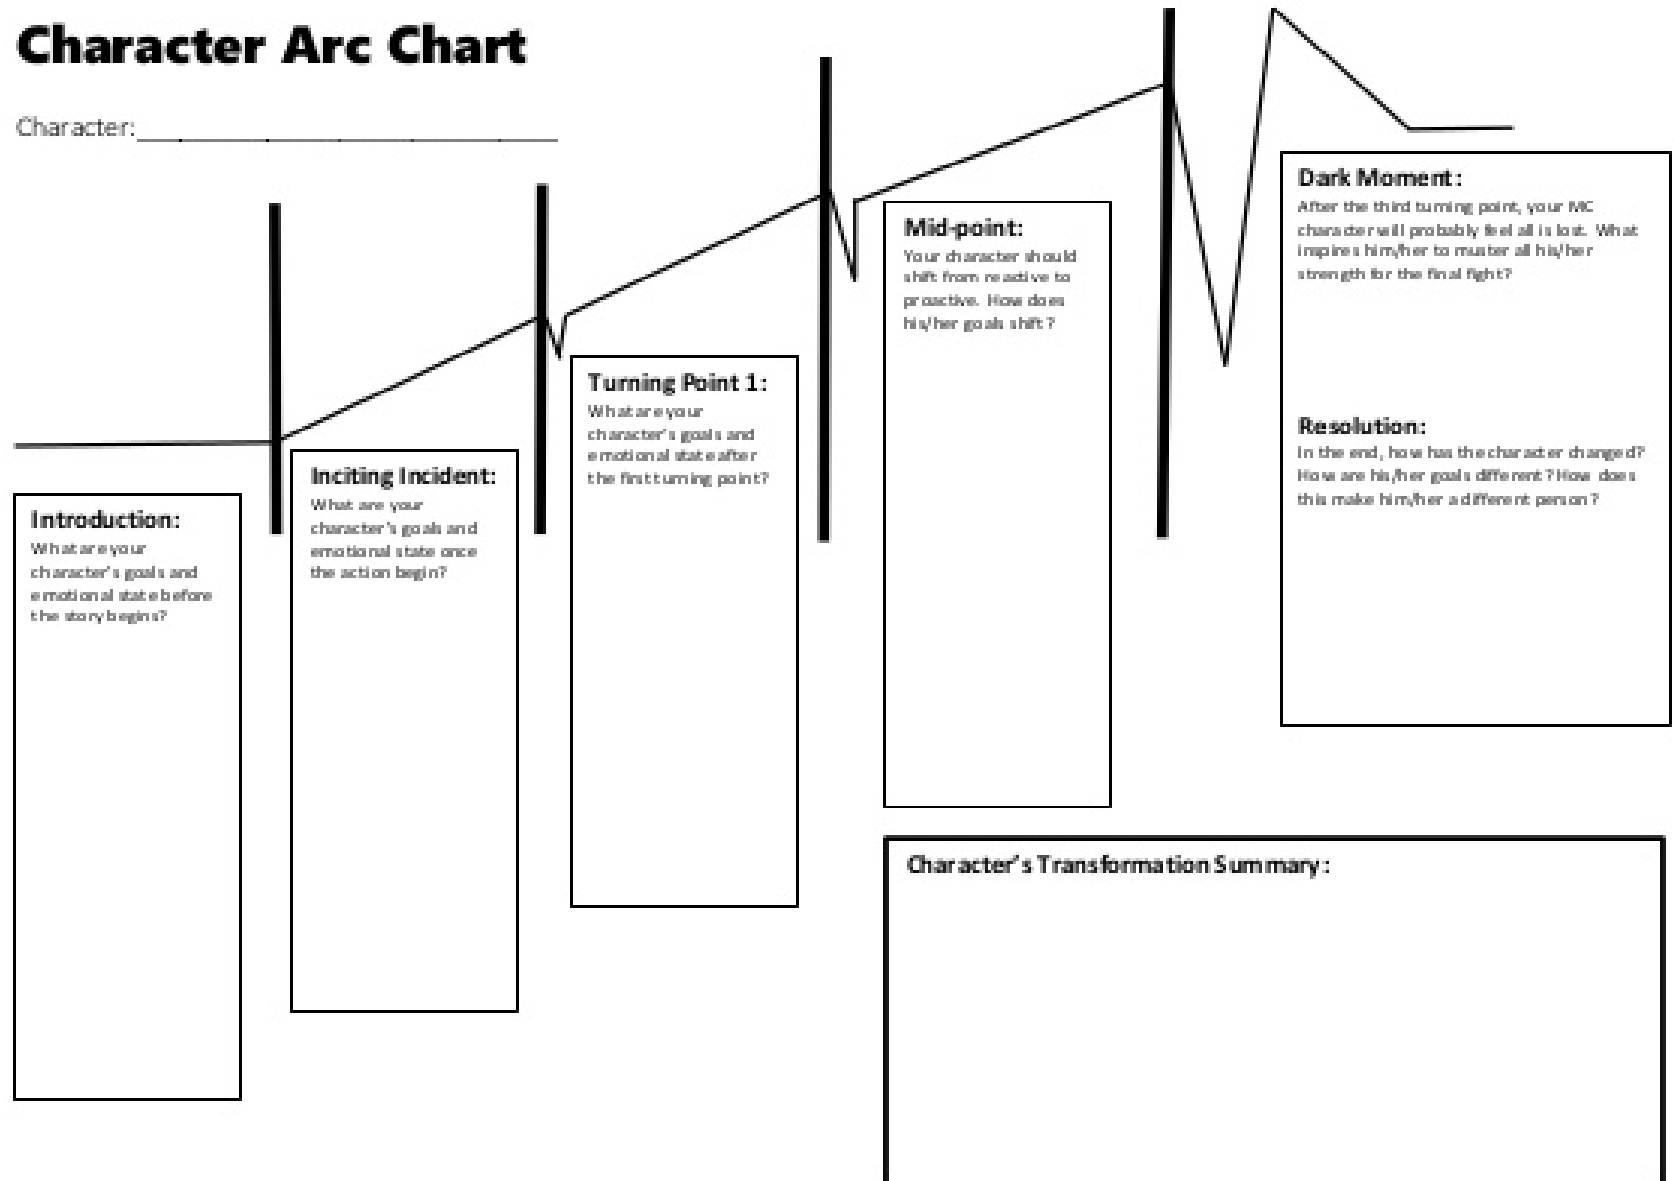 Character Arc Chart
Character:
Introduction:
What are your
character's goals and
emotional state before
the story begins?
Inciting Incident:
What are your
character's goals and
emotional state once
the action begin?
Turning Point 1:
What are your
character's goals and
emotional state after
the first turning point?
Mid-point:
Your character should
shift from reactive to
proactive. How does
his/her goals shift?
Dark Moment:
After the third turning point, your MC
character will probably feel all is lost. What
inspires him/her to muster all his/her
strength for the final fight?
Resolution:
In the end, how has the character changed?
How are his/her goals different? How does
this make him/her a different person?
Character's Transformation Summary: